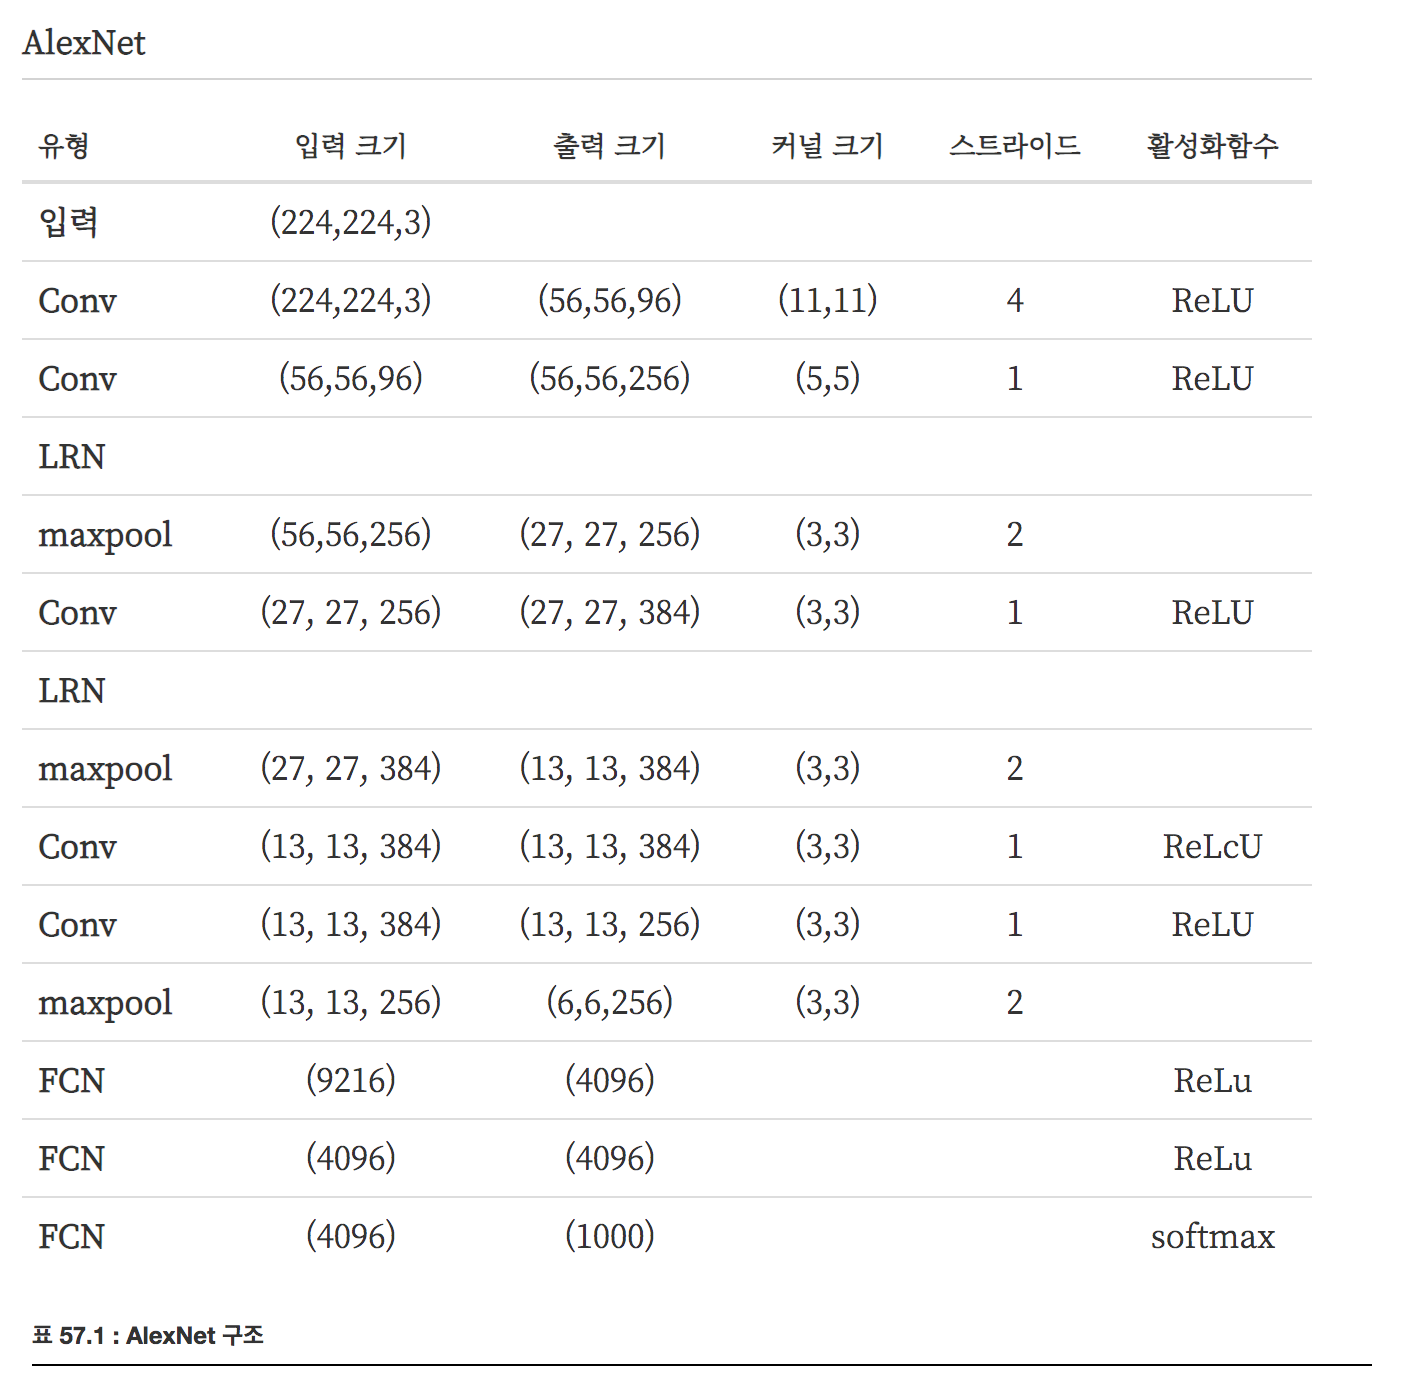 AlexNet
유형 입력 크기 출력 크기 커널 크기 스트라이드 활성화함수
입력 (224,224,3)
Conv (224,224,3) (56,56,96) (11,11) 4 ReLU
Conv (56,56,96) (56,56,256) (5,5) 1 ReLU
LRN
maxpool (56,56,256) (27, 27, 256) (3,3) 2
Conv (27, 27, 256) (27, 27, 384) (3,3) 1 ReLU
LRN
maxpool (27, 27, 384) (13, 13, 384) (3,3) 2
Conv (13, 13, 384) (13, 13, 384) (3,3) 1 ReLcU
Conv (13, 13, 384) (13, 13, 256) (3,3) 1 ReLU
maxpool (13, 13, 256) (6,6,256) (3,3) 2
FCN (9216) (4096) ReLu
FCN (4096) (4096) ReLu
FCN (4096) (1000) softmax
표 57.1 : AlexNet 구조